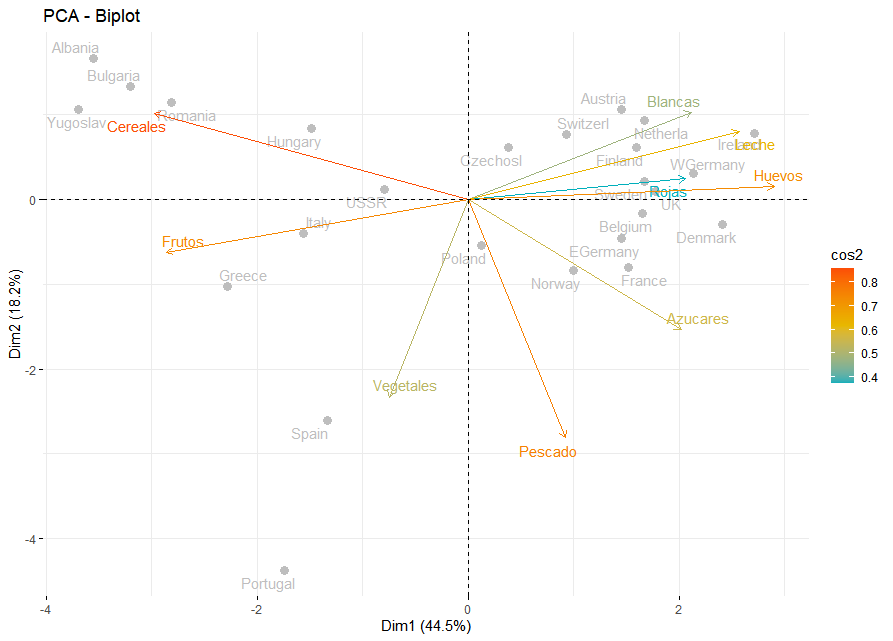 PCA - Biplot
Albania
Bulgaria
Austria
Blancas
Romania
Yugoslav
Cereales
Switzerl
Netherla
Hungary
Ireland
Leche
Czechosl
Finland
WGermany
Huevos
Sweden
Rojas
USSR
UK
Italy
Belgium
Denmark
Frutos
Poland
EGermany
Greece
Norway
France
Azucares
Vegetales
Spain
Pescado
Portugal
0
-2
-4
Dim2 (18.2%)
-4
-2
0
2
Dim1 (44.5%)
cos2
0.8
0.7
0.6
0.5
0.4